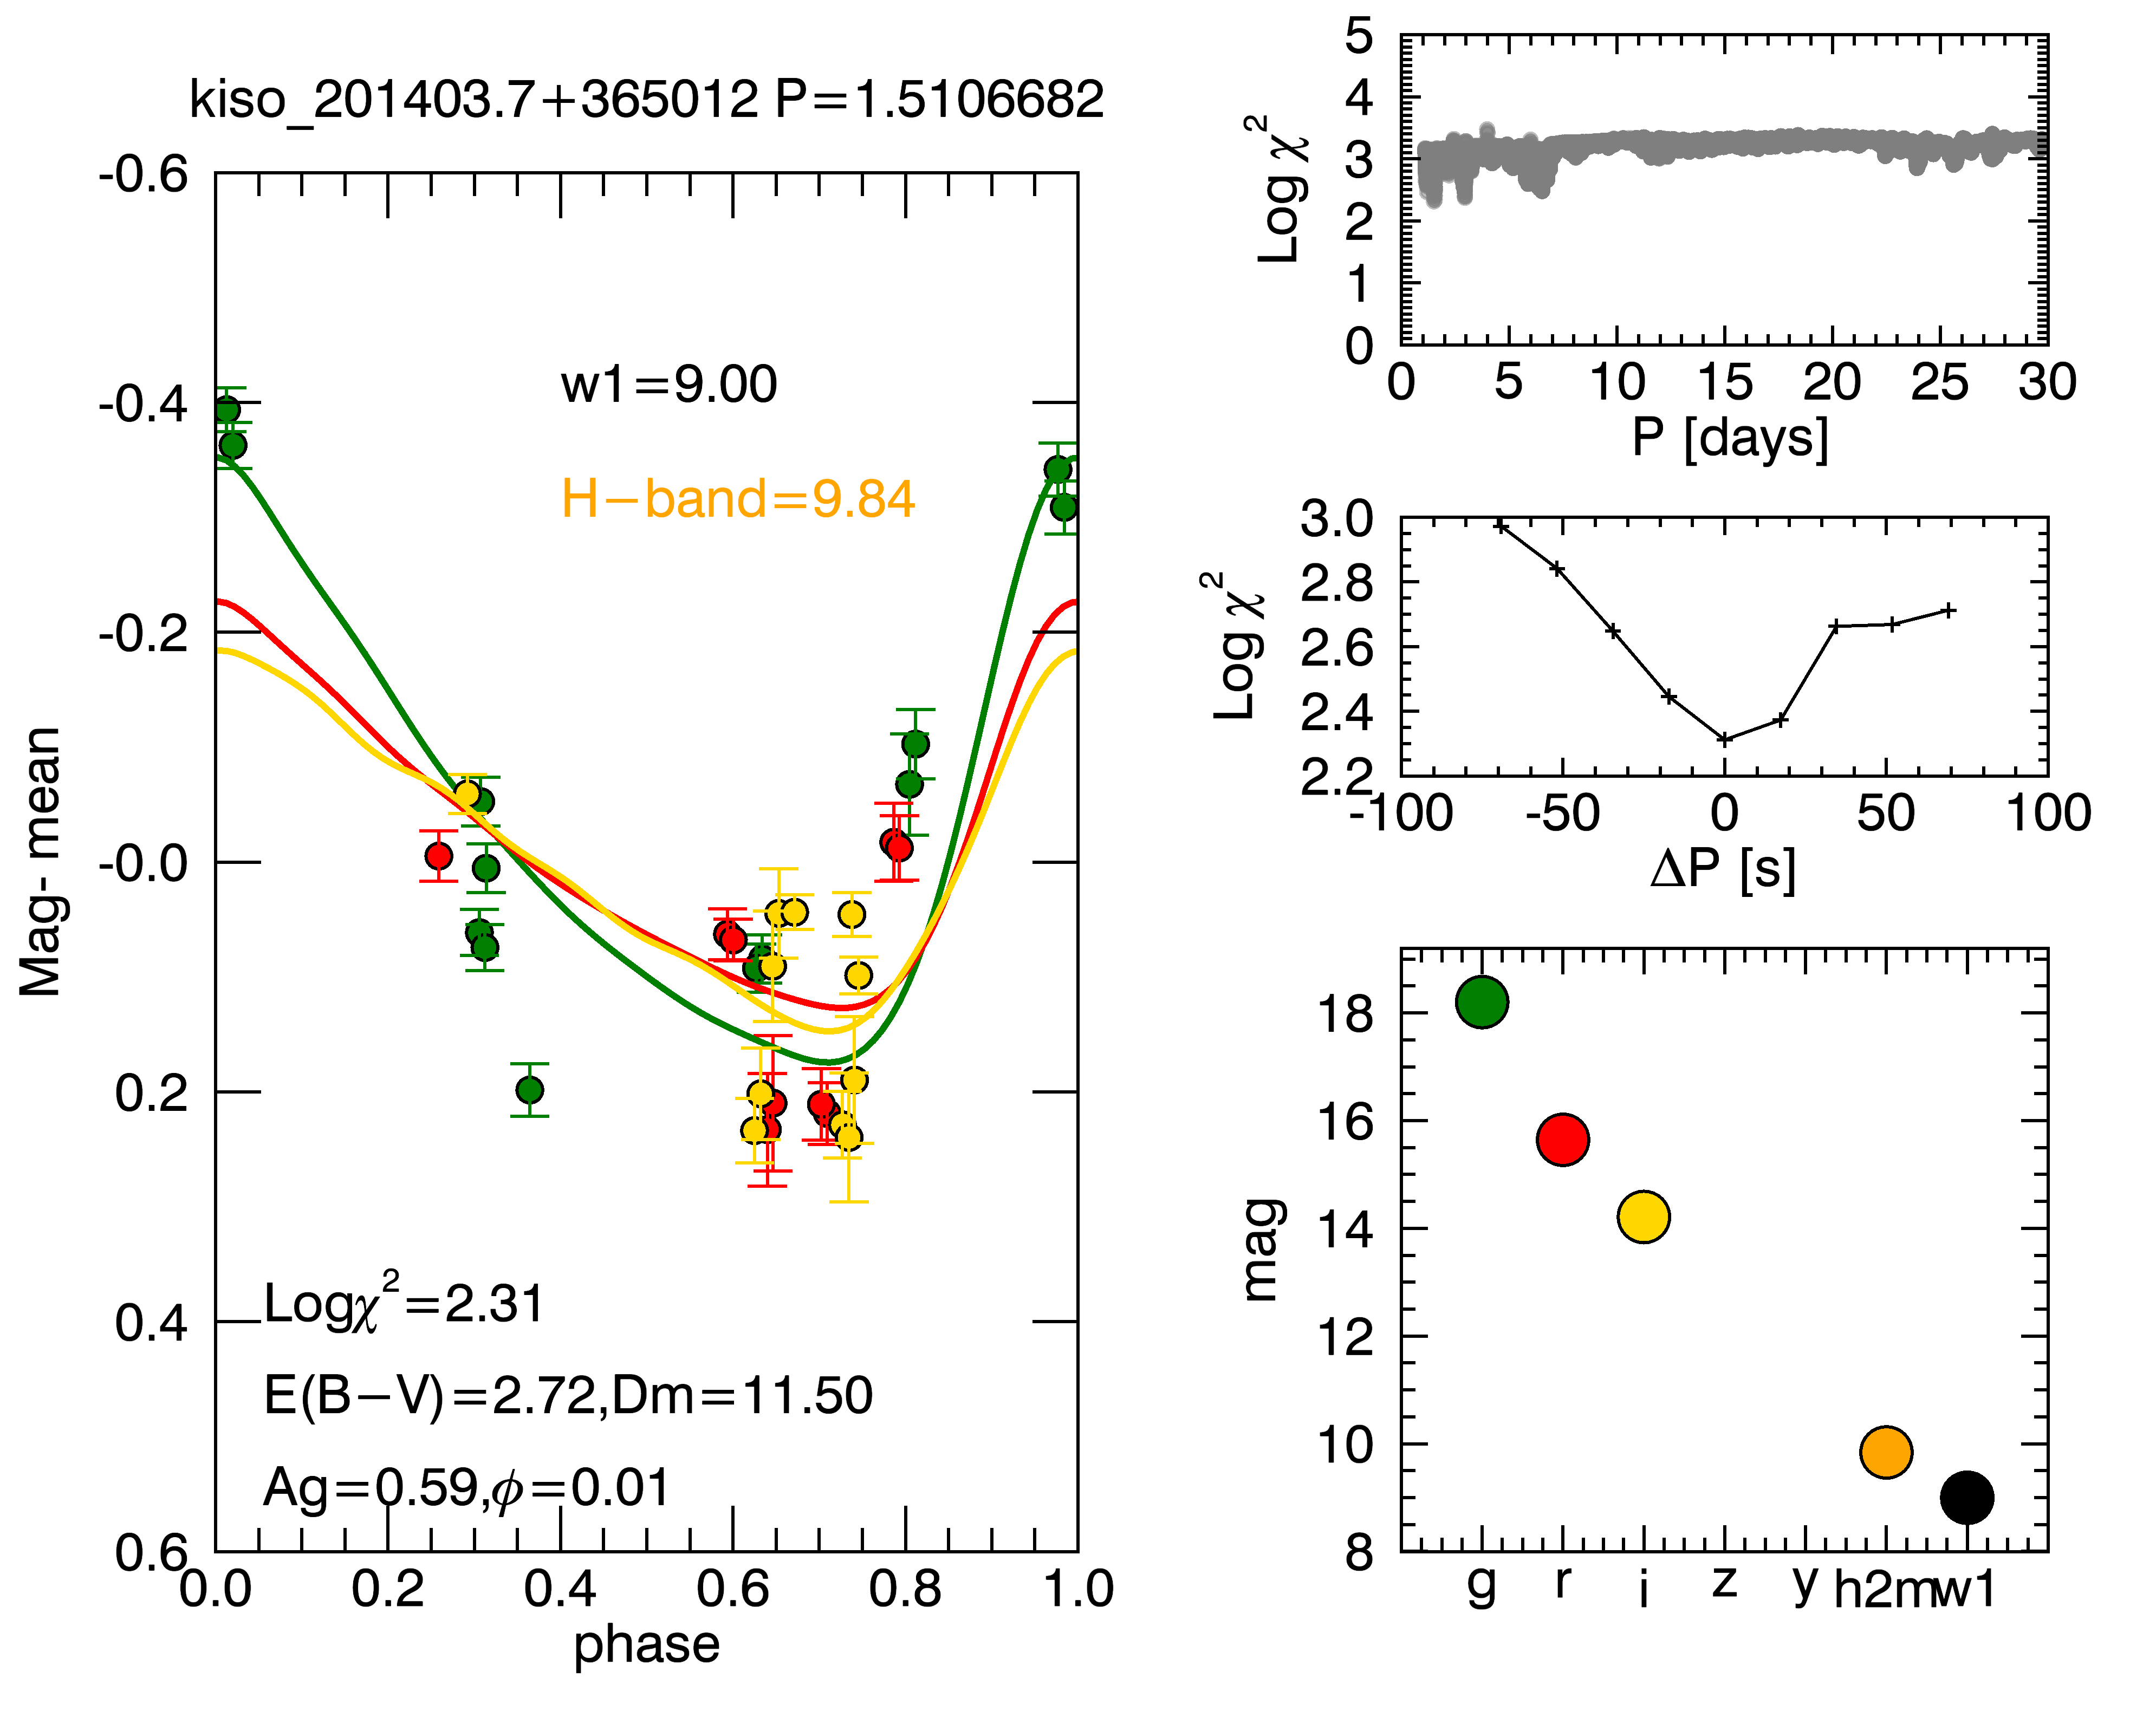 kiso_201403.7+365012 P=1.5106682
-0.6
-0.4
-0.2
-0.0
0.2
0.4
0.6
Mag- mean
w1=9.00
H-band=9.84
Logχ²=2.31
E(B-V)=2.72,Dm=11.50
Ag=0.59,ϕ=0.01
0.0 0.2 0.4 0.6 0.8 1.0
phase
5
4
3
2
1
0
Log χ²
0 5 10 15 20 25 30
P [days]
3.0
2.8
2.6
2.4
2.2
Log χ²
-100 -50 0 50 100
ΔP [s]
18
16
14
12
10
8
mag
g r i z y h2m w1